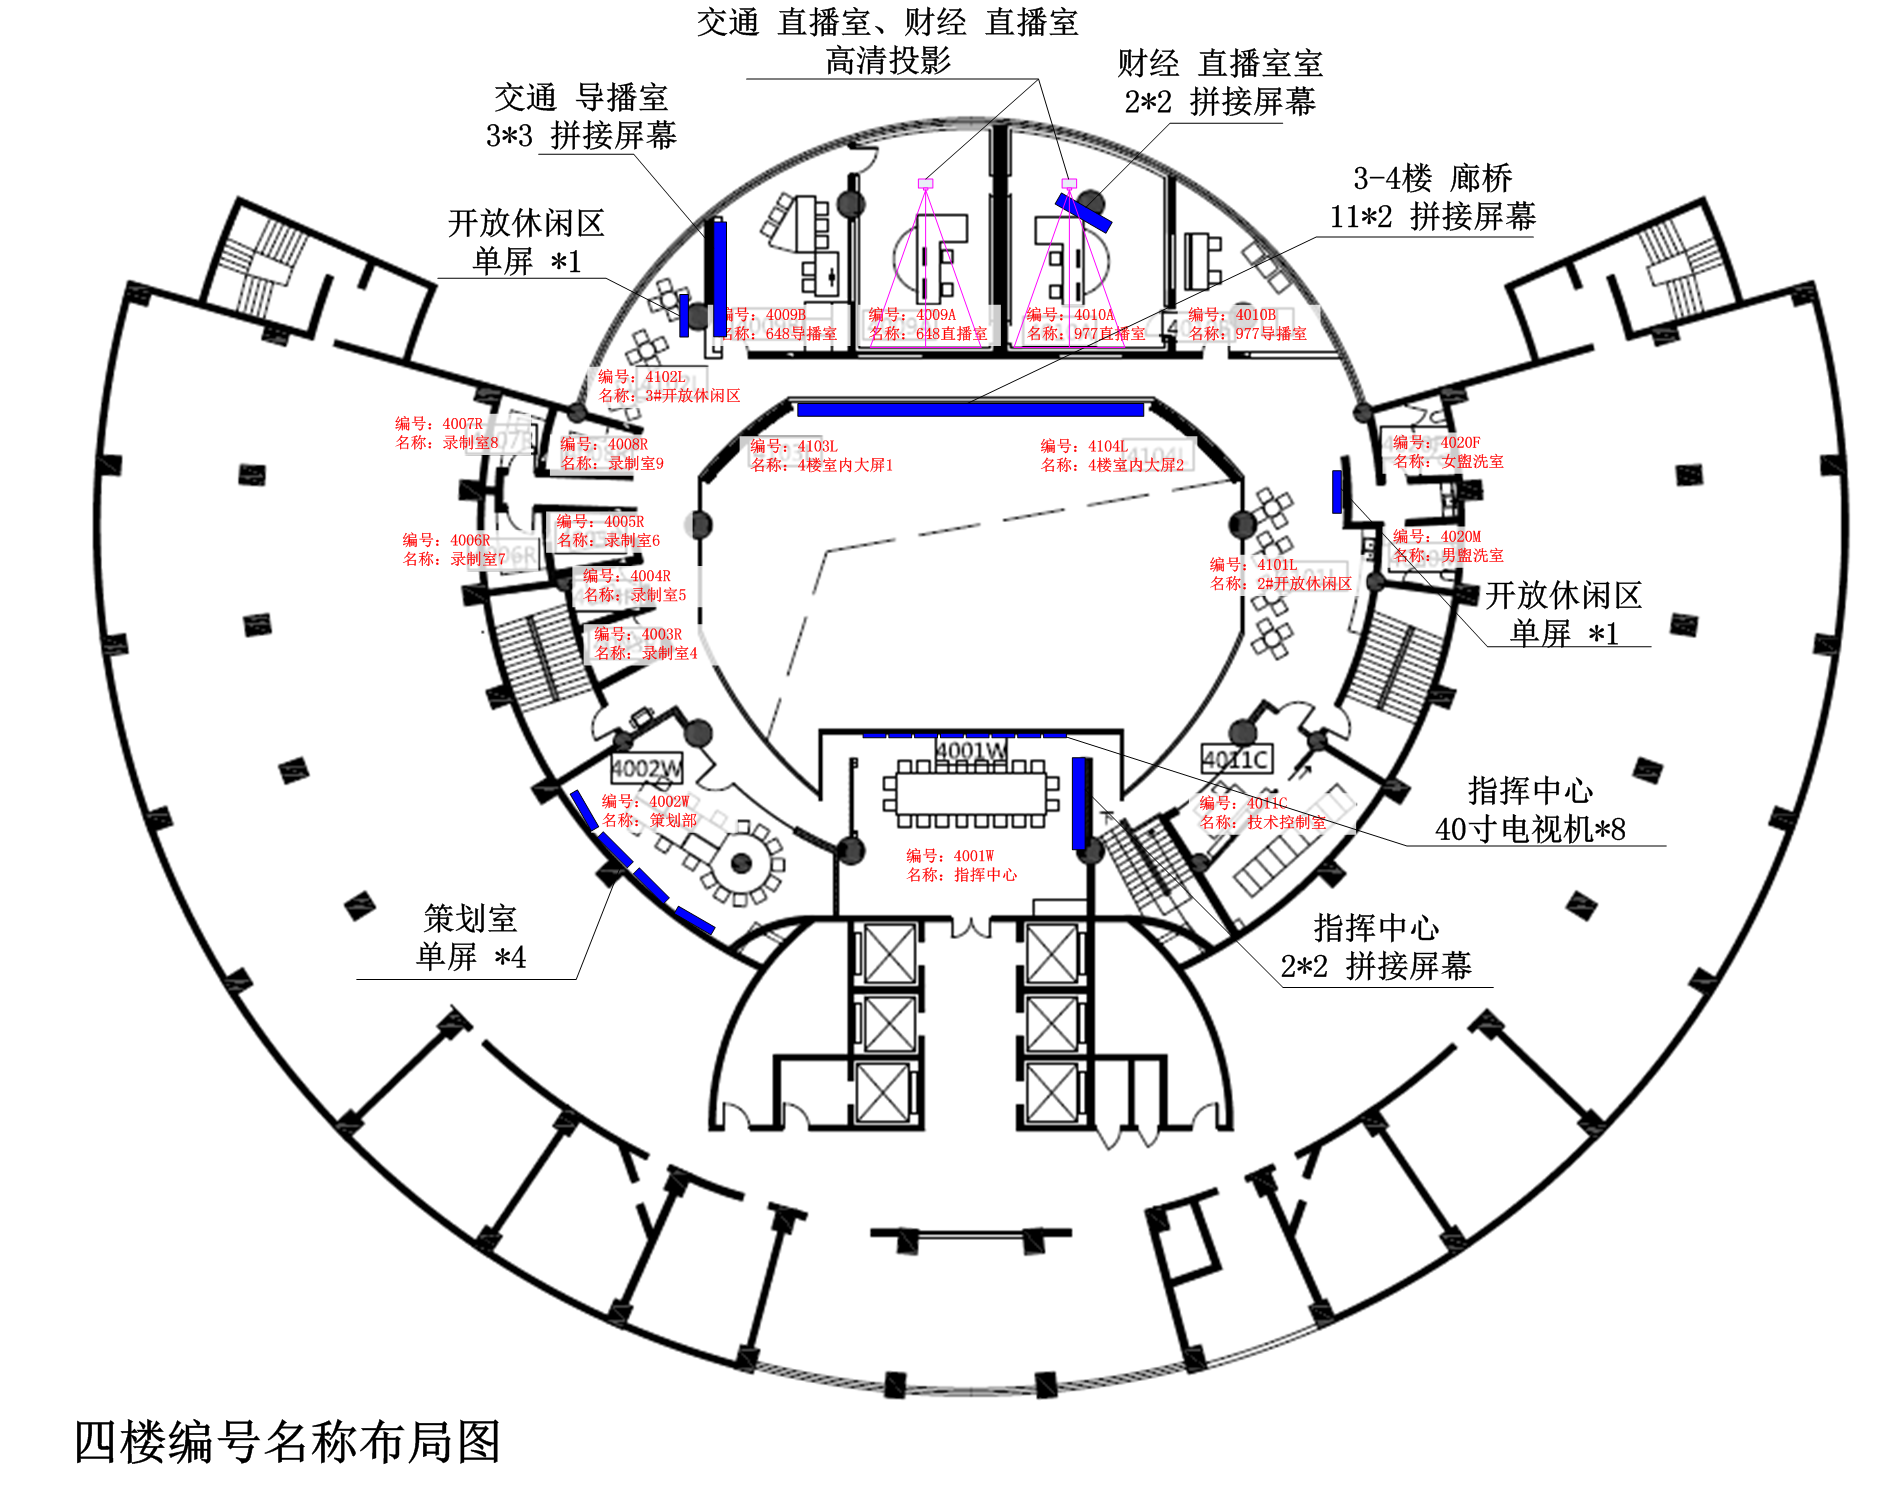 交通 直播室、财经 直播室
高清投影
财经 直播室室
2*2 拼接屏幕
交通 导播室
3*3 拼接屏幕
3-4楼 廊桥
11*2 拼接屏幕
开放休闲区
单屏 *1
编号: 4009B
名称: 648导播室
编号: 4009A
名称: 648直播室
编号: 4010A
名称: 977直播室
编号: 4010B
名称: 977导播室
编号: 4102L
名称: 3#开放休闲区
编号: 4007R
名称: 录制室8
编号: 4008R
名称: 录制室9
编号: 4103L
名称: 4楼室内大屏1
编号: 4104L
名称: 4楼室内大屏2
编号: 4020F
名称: 女盥洗室
编号: 4006R
名称: 录制室7
编号: 4005R
名称: 录制室6
编号: 4004R
名称: 录制室5
编号: 4003R
名称: 录制室4
编号: 4101L
名称: 2#开放休闲区
编号: 4020M
名称: 男盥洗室
开放休闲区
单屏 *1
4002W
4001W
4011C
编号: 4002W
名称: 策划部
编号: 4011C
名称: 技术控制室
编号: 4001W
名称: 指挥中心
指挥中心
40寸电视机*8
策划室
单屏 *4
指挥中心
2*2 拼接屏幕
四楼编号名称布局图